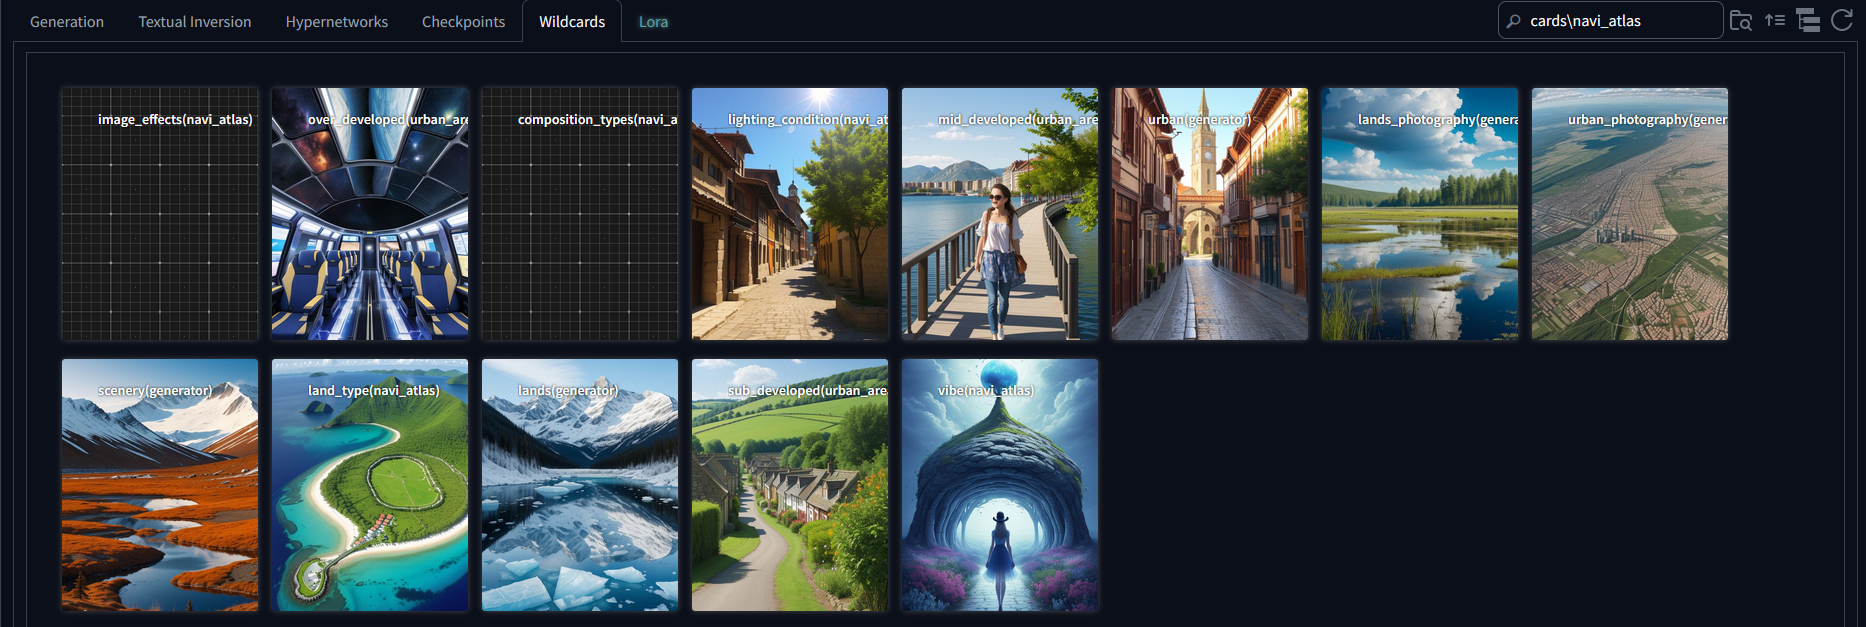 Generation
Textual Inversion
Hypernetworks
Checkpoints
Wildcards
Lora
cards\navi_atlas
image_effects(navi_atlas)
over_developed(urban_are
composition_types(navi_a
lighting_condition(navi_at
mid_developed(urban_are
urban(generator)
lands_photography(genera
urban_photography(gener
scenery(generator)
land_type(navi_atlas)
lands(generator)
sub_developed(urban_are
vibe(navi_atlas)